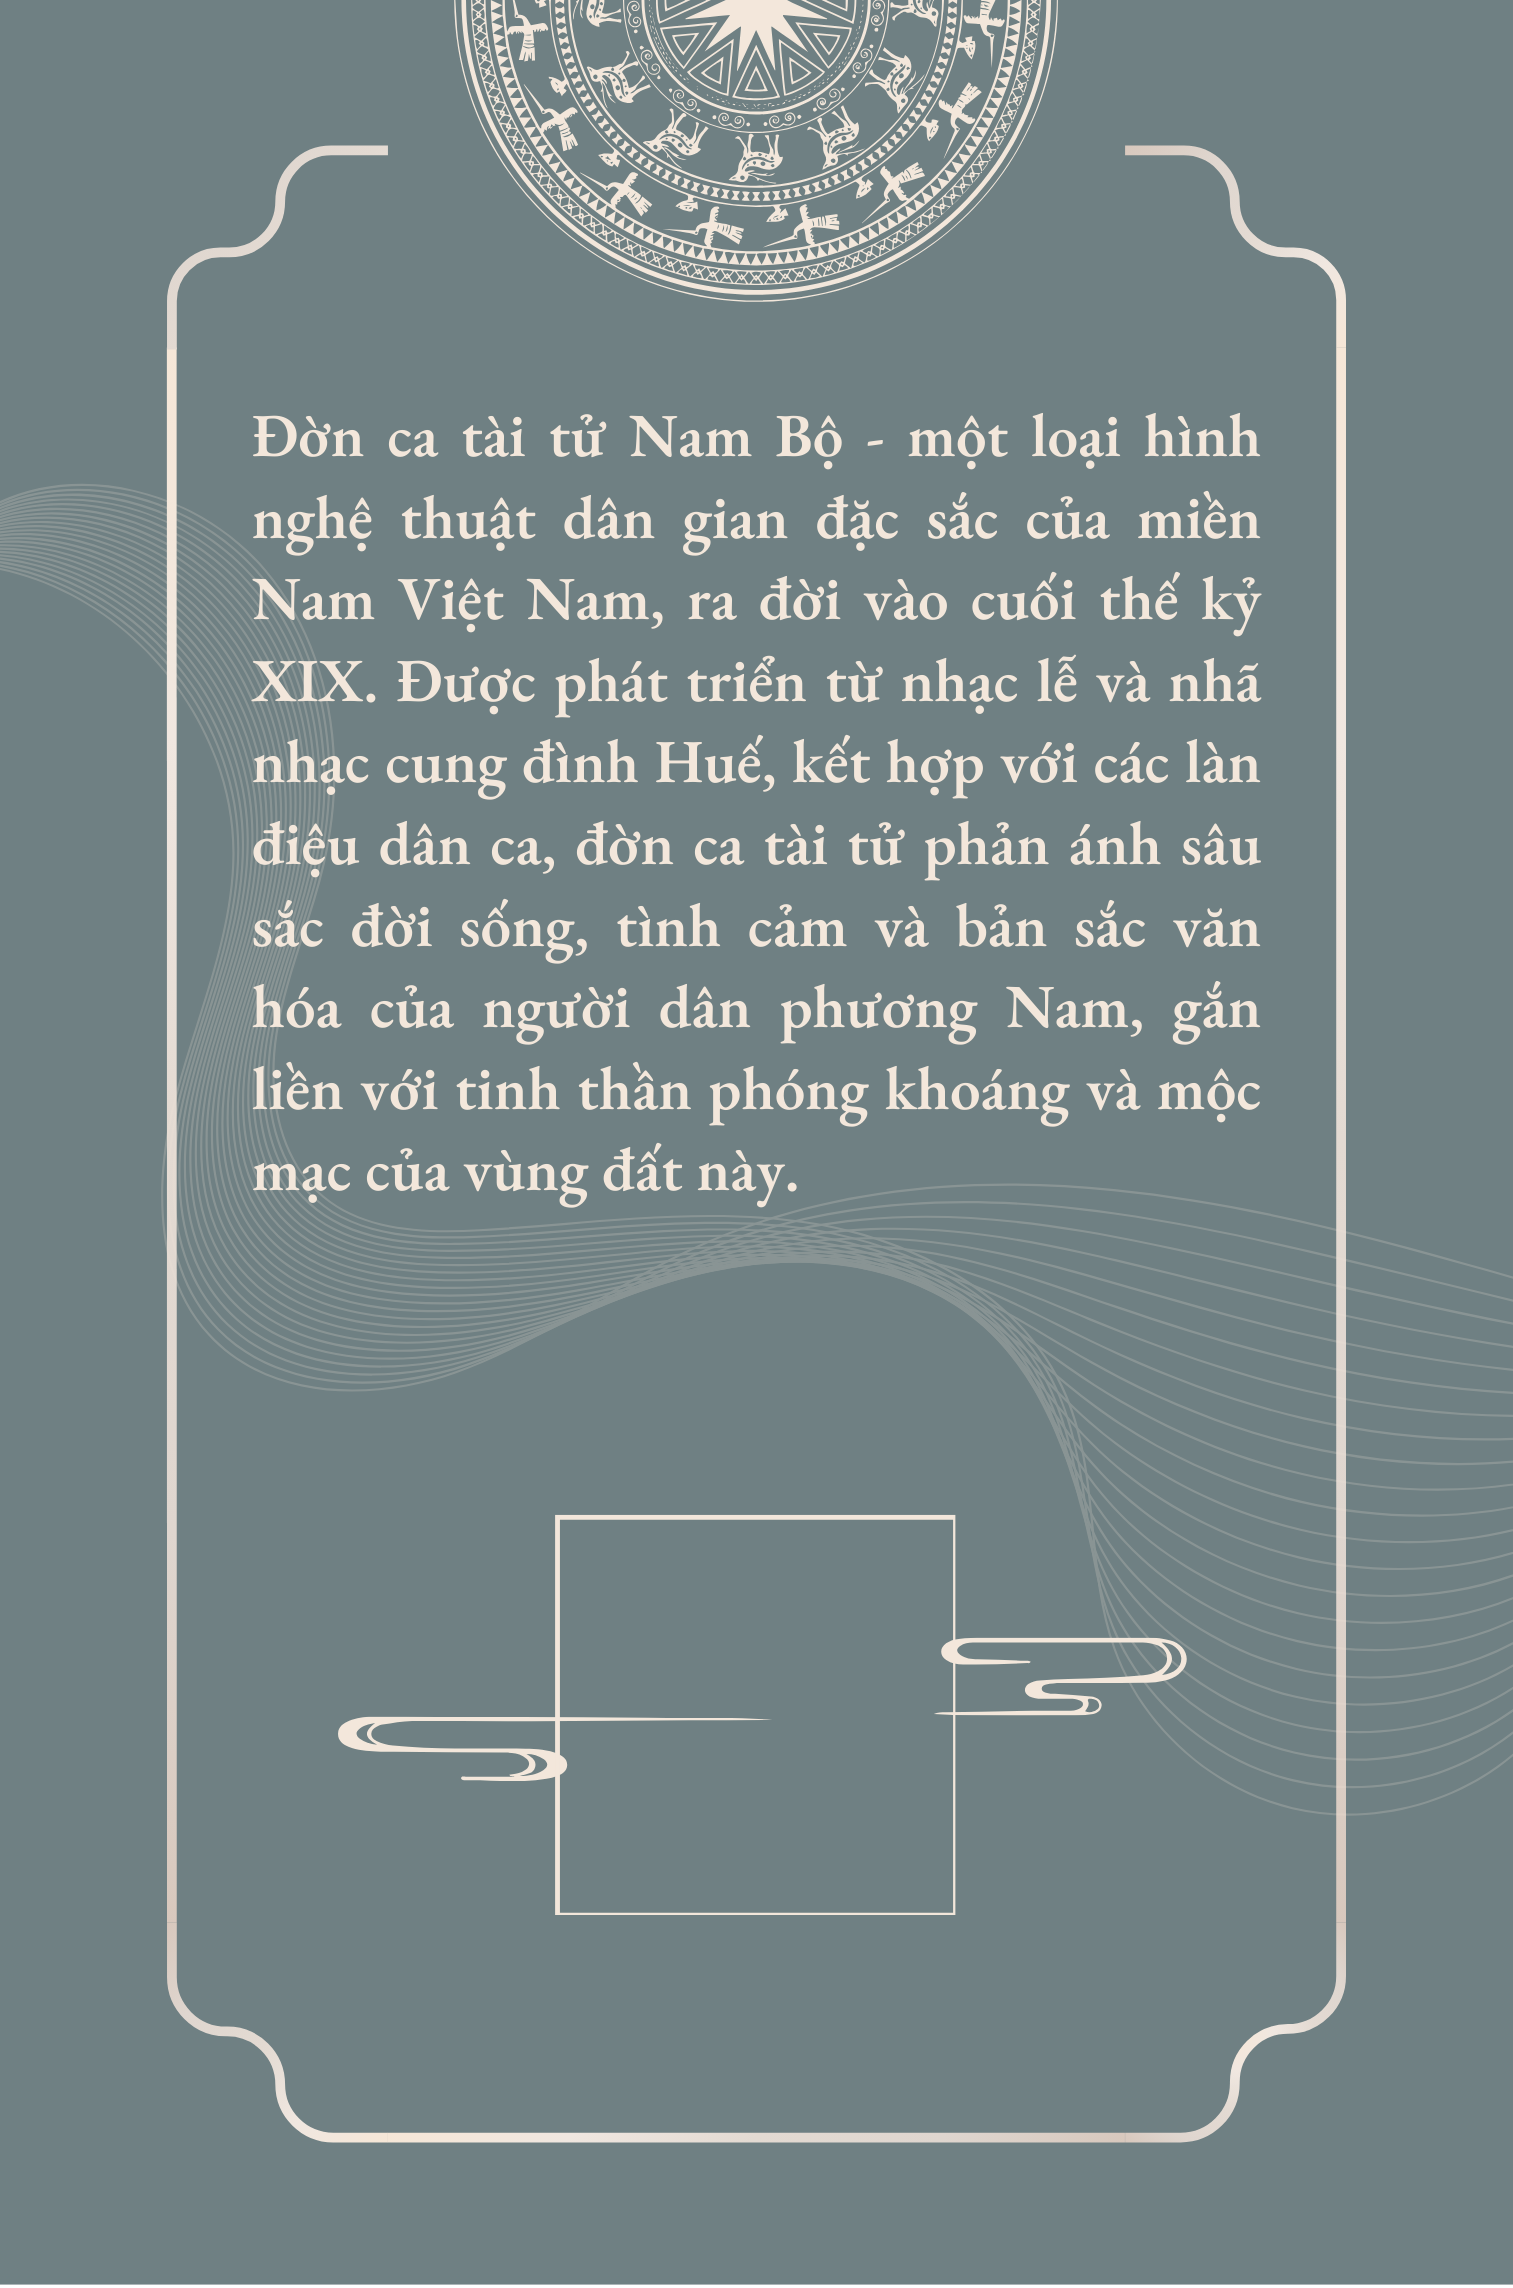 Đờn ca tài tử Nam Bộ - một loại hình
nghệ thuật dân gian đặc sắc của miền
Nam Việt Nam, ra đời vào cuối thế kỷ
XIX. Được phát triển từ nhạc lễ và nhã
nhạc cung đình Huế, kết hợp với các làn
điệu dân ca, đờn ca tài tử phản ánh sâu
sắc đời sống, tình cảm và bản sắc văn
hóa của người dân phương Nam, gắn
liền với tinh thần phóng khoáng và mộc
mạc của vùng đất này.